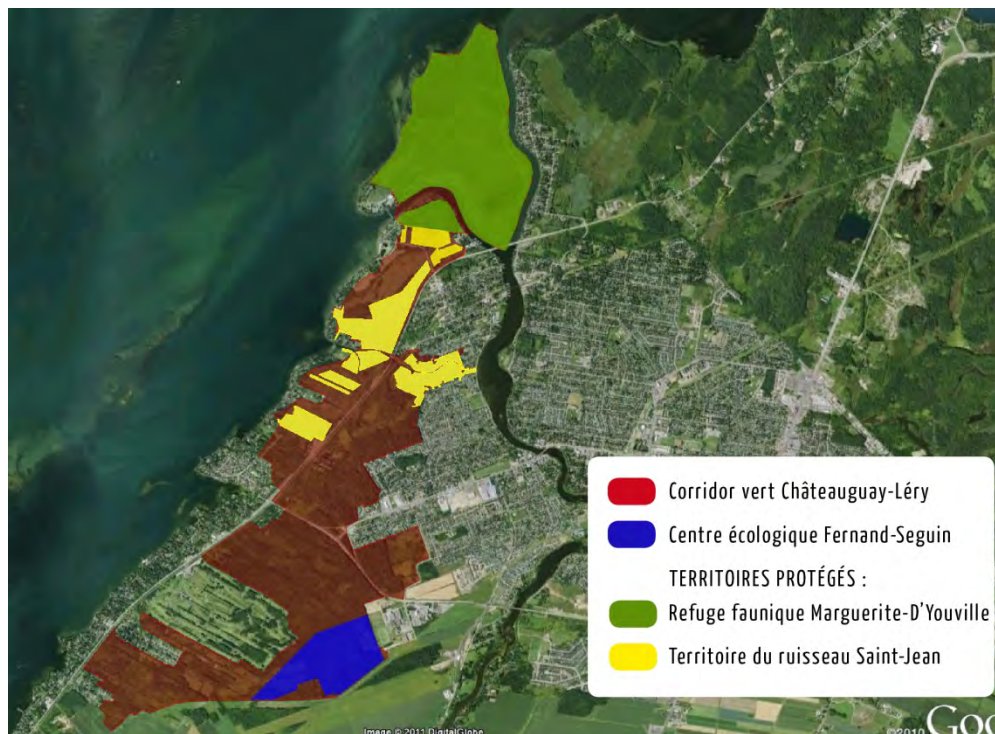 Corridor vert Châteauguay-Léry
Centre écologique Fernand-Seguin
TERRITOIRES PROTÉGÉS :
Refuge faunique Marguerite-D'Youville
Territoire du ruisseau Saint-Jean
Image © 2011 DigitalGlobe
©2010 Goo